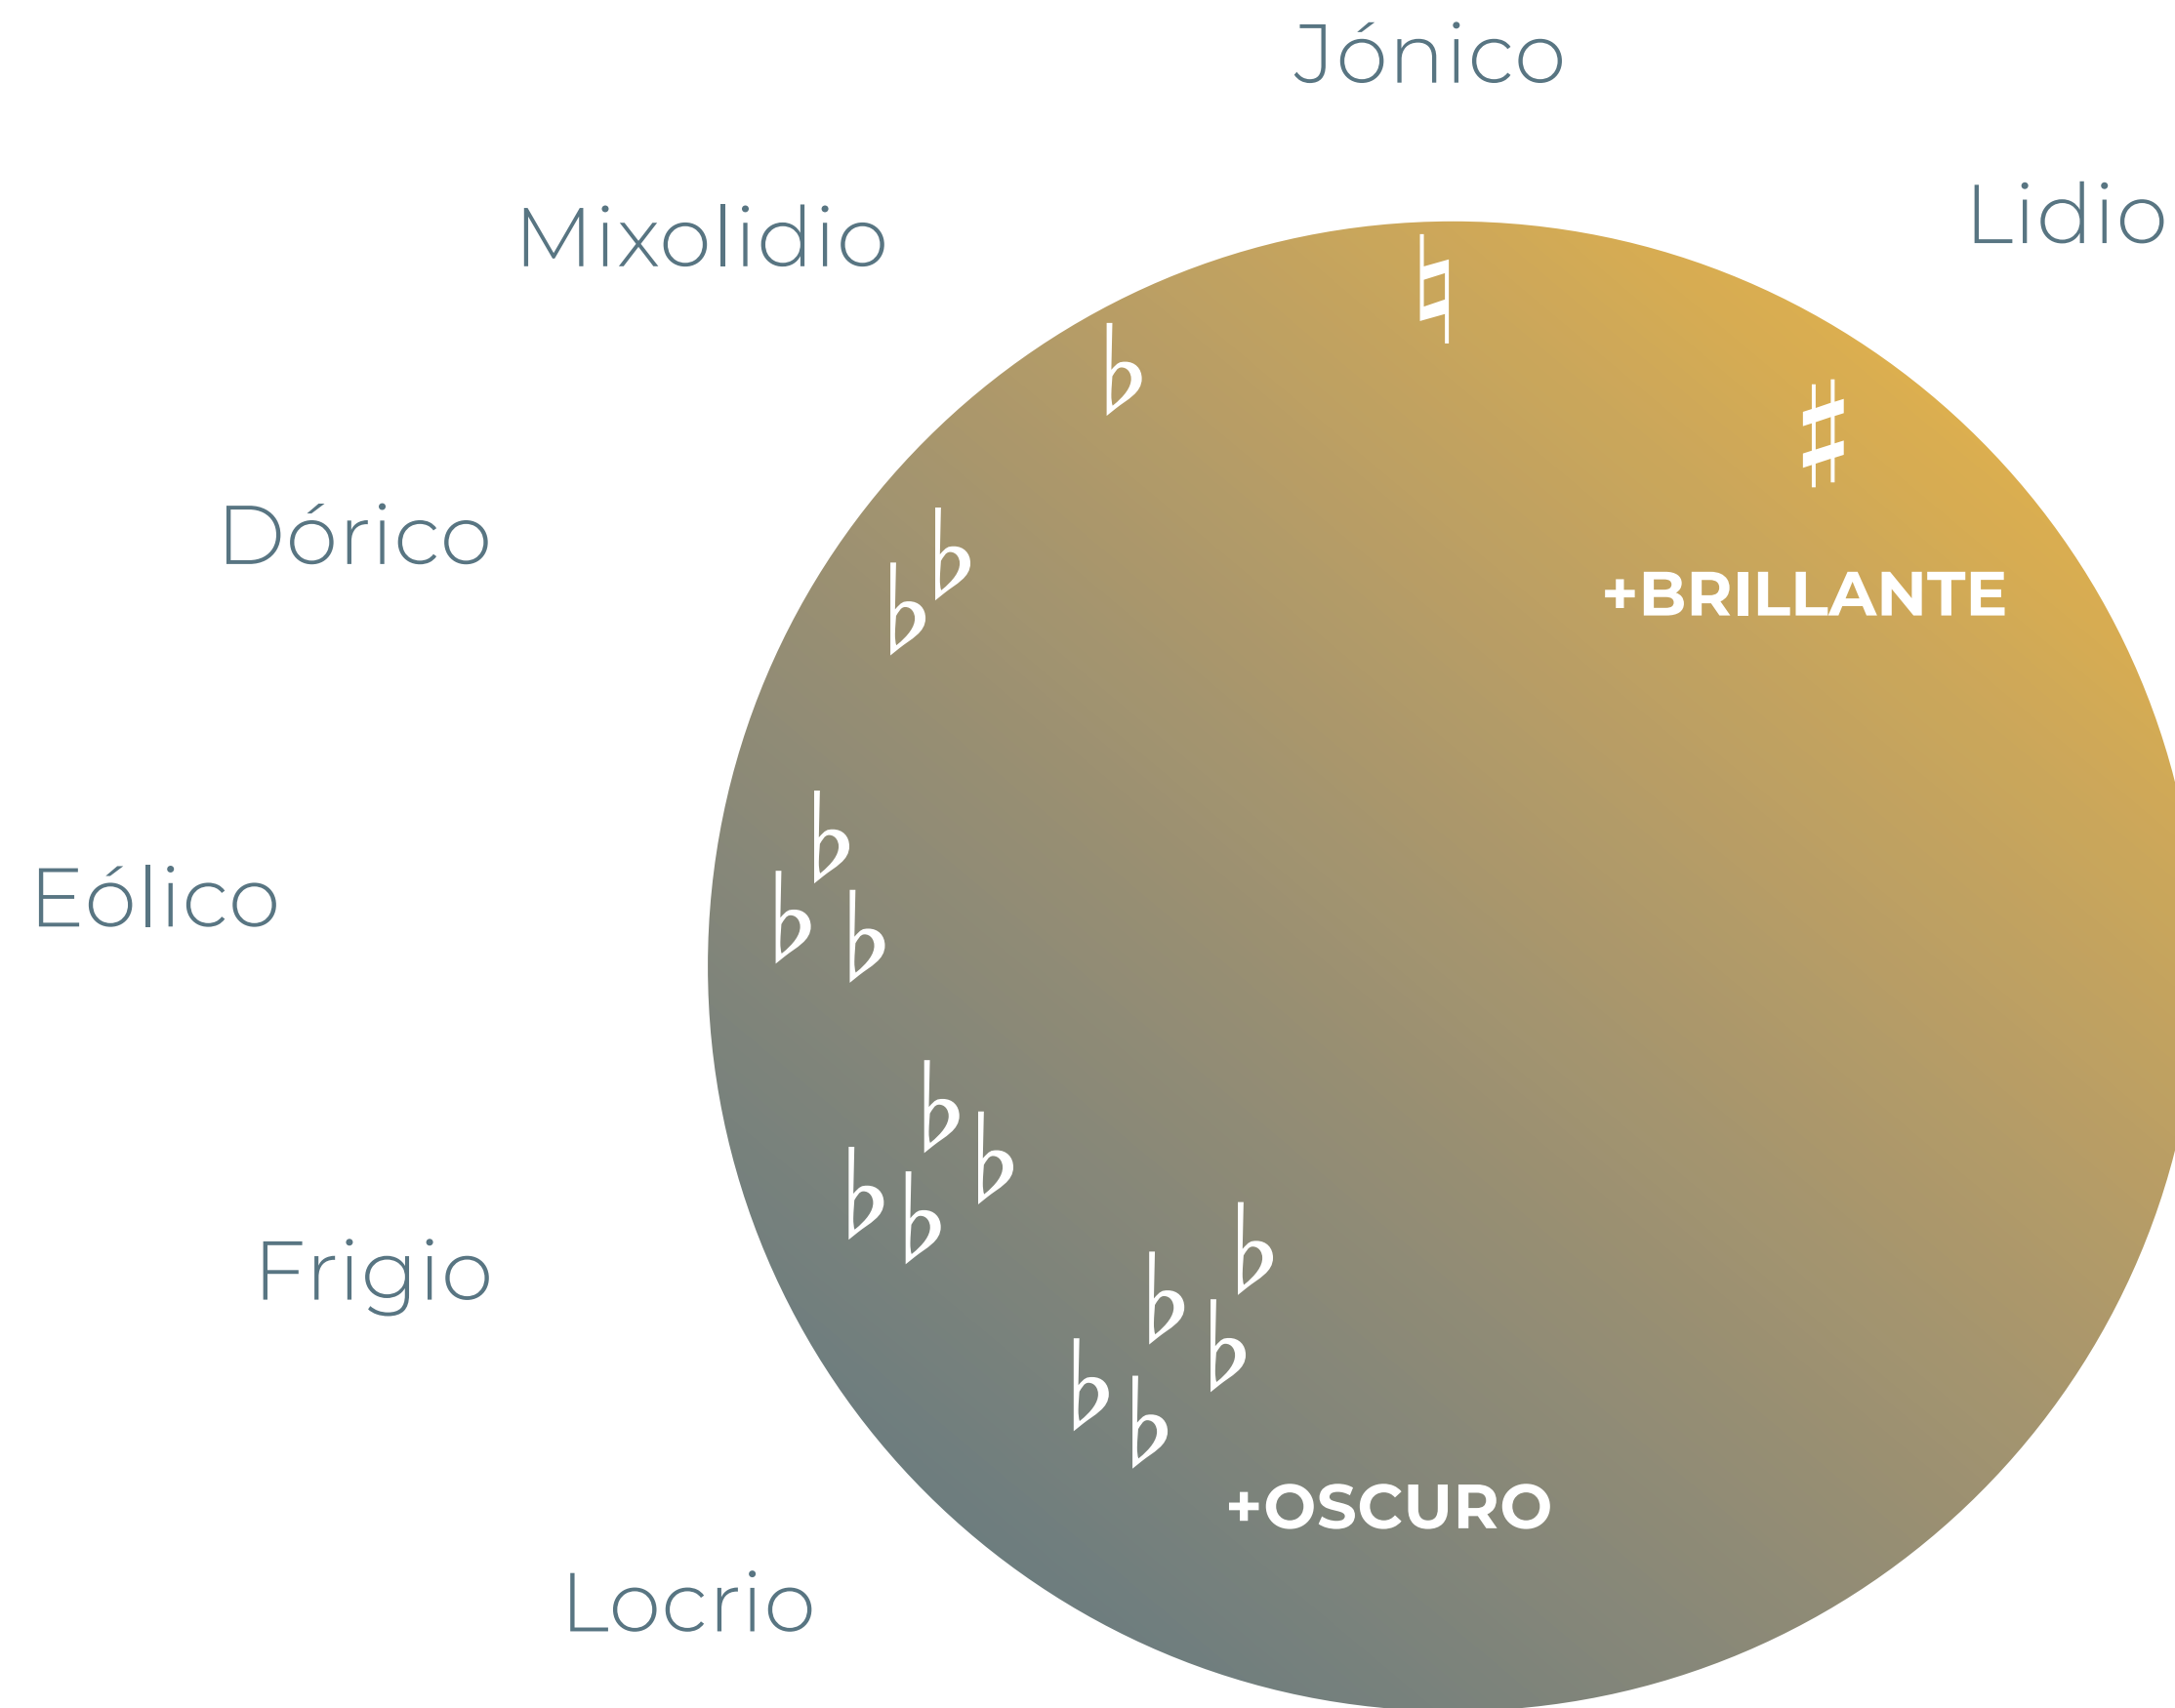 Jónico
Lidio
Mixolidio
♮
♭
♯
Dórico
♭♭
+BRILLANTE
Eólico
♭♭♭
Frigio
♭♭♭♭
♭♭♭♭♭
+OSCURO
Locrio